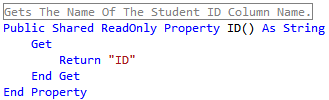 Gets The Name Of The Student ID Column Name.
Public Shared ReadOnly Property ID() As String
    Get
        Return "ID"
    End Get
End Property